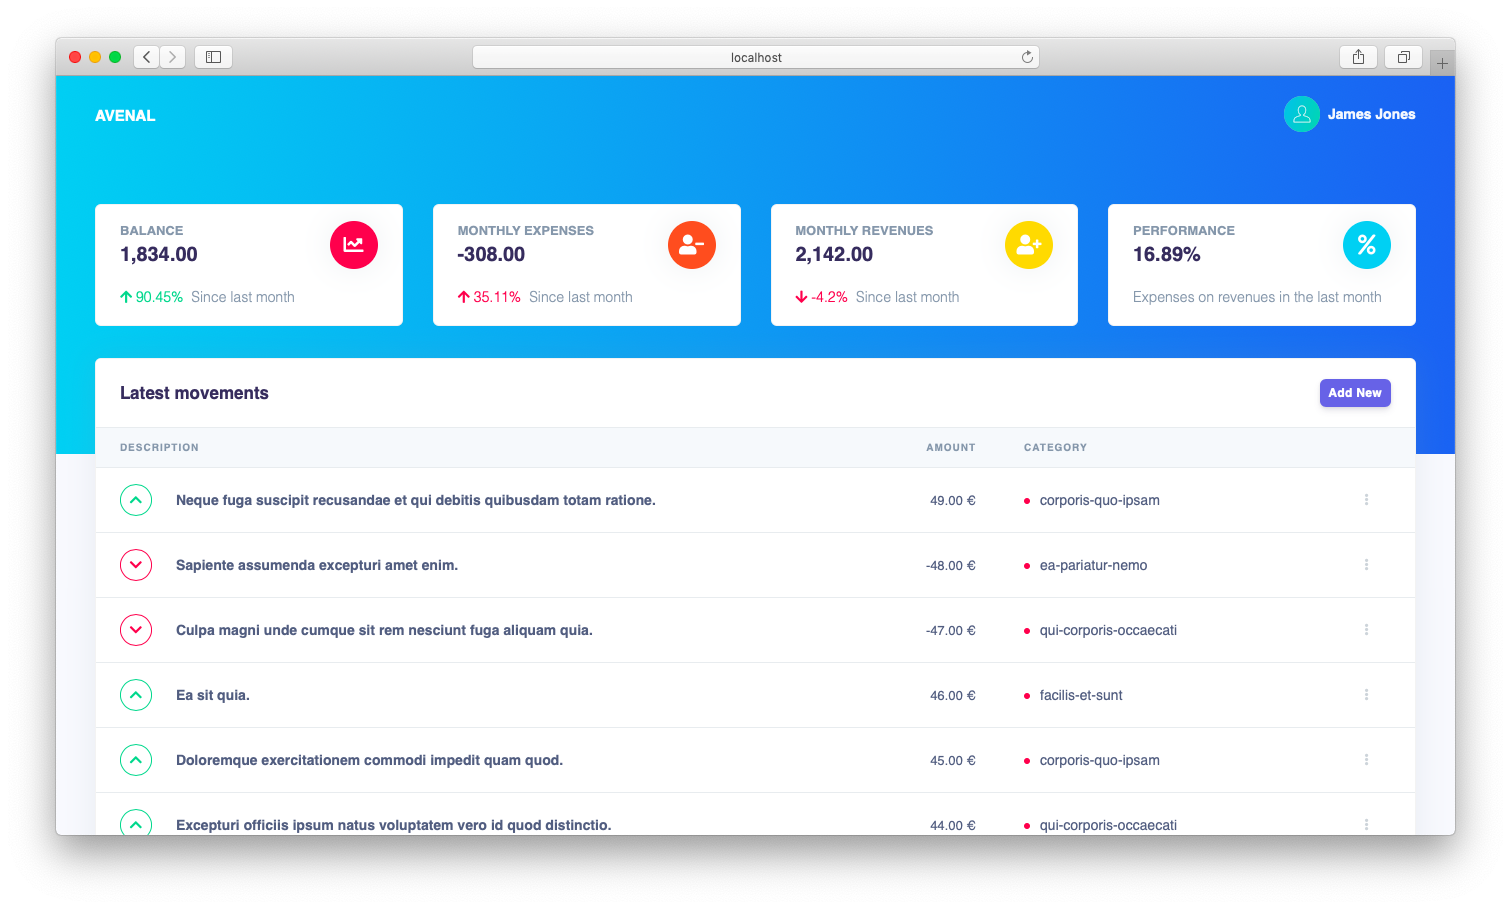 localhost
AVENAL
James Jones
BALANCE
1,834.00
90.45% Since last month
MONTHLY EXPENSES
-308.00
35.11% Since last month
MONTHLY REVENUES
2,142.00
-4.2% Since last month
PERFORMANCE
16.89%
Expenses on revenues in the last month
Latest movements
Add New
DESCRIPTION AMOUNT CATEGORY
Neque fuga suscipit recusandae et qui debitis quibusdam totam ratione. 49.00 € corporis-quo-ipsam
Sapiente assumenda excepturi amet enim. -48.00 € ea-pariatur-nemo
Culpa magni unde cumque sit rem nesciunt fuga aliquam quia. -47.00 € qui-corporis-occaecati
Ea sit quia. 46.00 € facilis-et-sunt
Doloremque exercitationem commodi impedit quam quod. 45.00 € corporis-quo-ipsam
Excepturi officiis ipsum natus voluptatem vero id quod distinctio. 44.00 € qui-corporis-occaecati